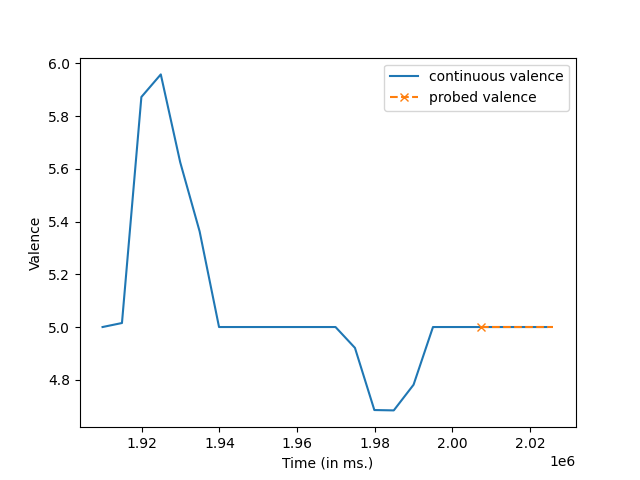 continuous valence
probed valence
6.0
5.8
5.6
5.4
5.2
5.0
4.8
Valence
1.92
1.94
1.96
1.98
2.00
2.02
1e6
Time (in ms.)